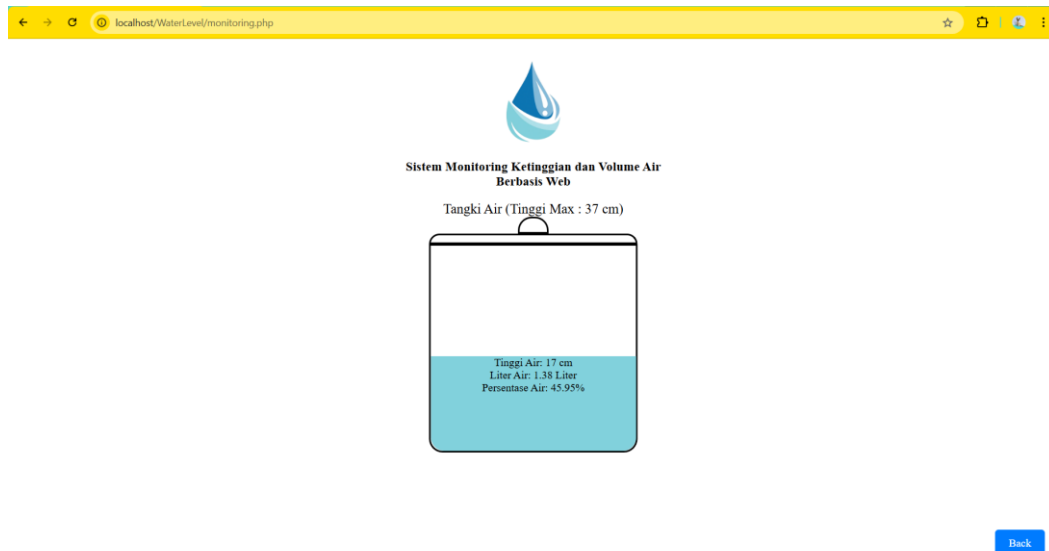 localhost/WaterLevel/monitoring.php
Sistem Monitoring Ketinggian dan Volume Air
Berbasis Web
Tangki Air (Tinggi Max : 37 cm)
Tinggi Air: 17 cm
Liter Air: 1.38 Liter
Persentase Air: 45.95%
Back